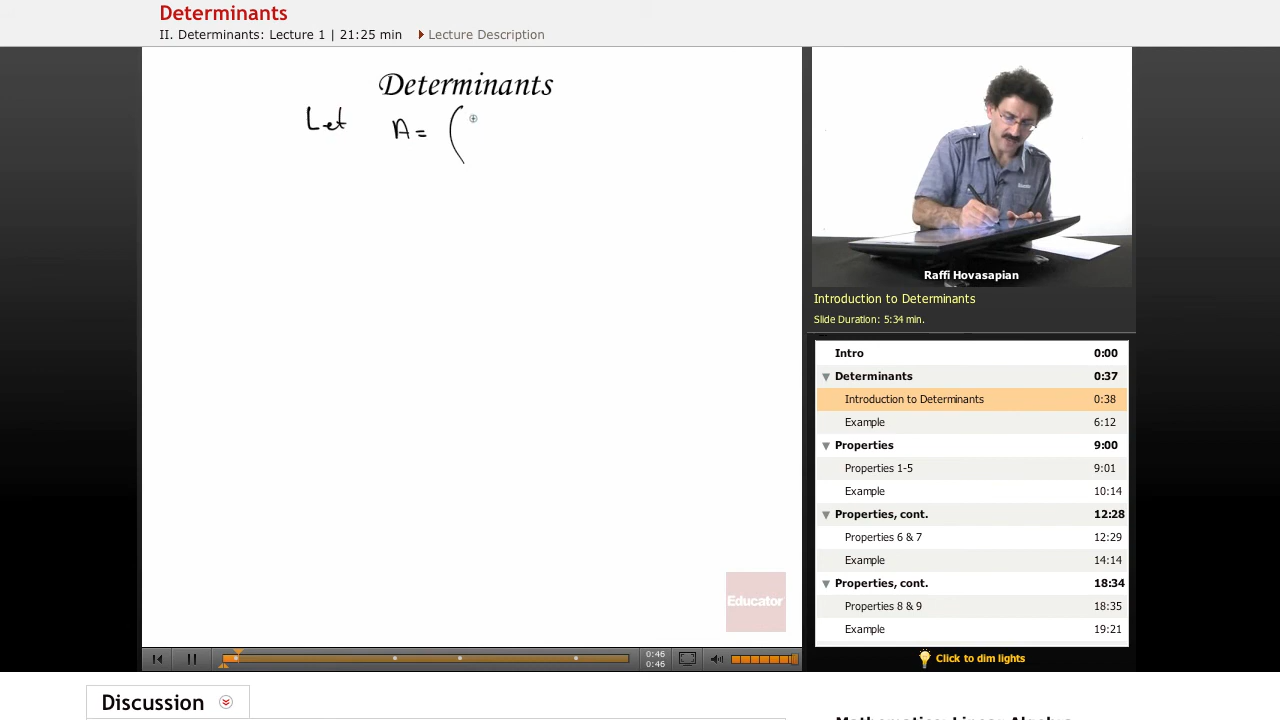 Determinants
II. Determinants: Lecture 1 | 21:25 min Lecture Description
Determinants
Let A = (
Educator
Raffi Hovasapian
Introduction to Determinants
Slide Duration: 5:34 min.
Intro 0:00
Determinants 0:37
Introduction to Determinants 0:38
Example 6:12
Properties 9:00
Properties 1-5 9:01
Example 10:14
Properties, cont. 12:28
Properties 6 & 7 12:29
Example 14:14
Properties, cont. 18:34
Properties 8 & 9 18:35
Example 19:21
0:46
0:46
Click to dim lights
Discussion
Mathematics: Linear Algebra